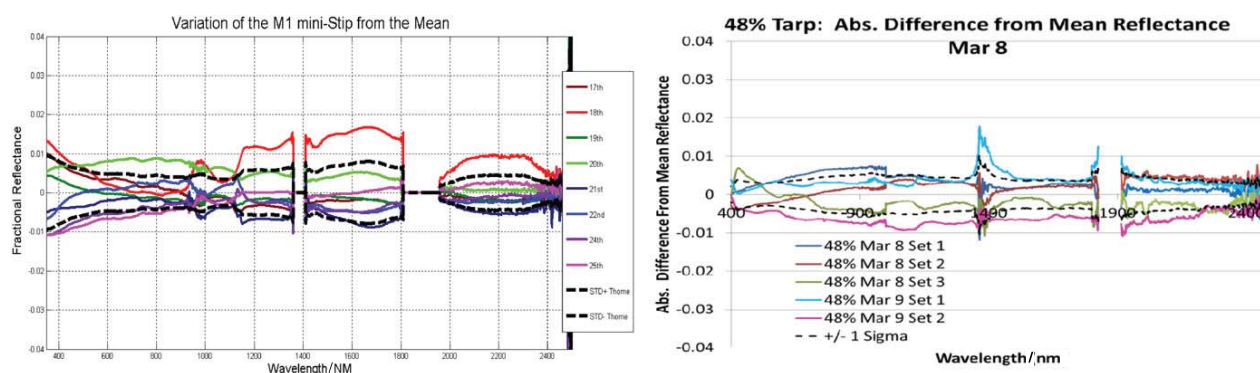 Variation of the M1 mini-Stip from the Mean
Fractional Reflectance
0.04
0.03
0.02
0.01
0
-0.01
-0.02
-0.03
-0.04
400 600 800 1000 1200 1400 1600 1800 2000 2200 2400
Wavelength/NM
17th
18th
19th
20th
21st
22nd
24th
25th
STD+ Thome
STD- Thome
48% Tarp: Abs. Difference from Mean Reflectance
Mar 8
Abs. Difference From Mean Reflectance
0.04
0.03
0.02
0.01
0
-0.01
-0.02
-0.03
-0.04
400 900 1400 1900 2400
48% Mar 8 Set 1
48% Mar 8 Set 2
48% Mar 8 Set 3
48% Mar 9 Set 1
48% Mar 9 Set 2
+/- 1 Sigma
Wavelength/nm